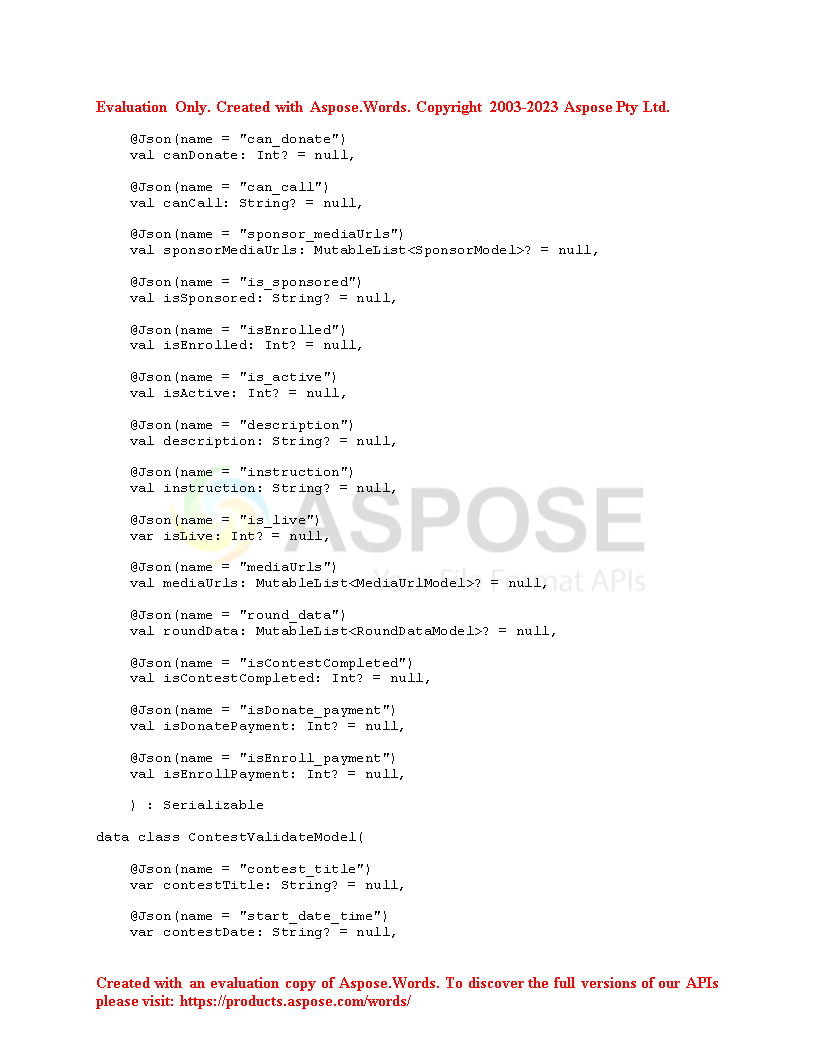 Evaluation Only. Created with Aspose.Words. Copyright 2003-2023 Aspose Pty Ltd.
@Json(name = "can_donate")
val canDonate: Int? = null,
@Json(name = "can_call")
val canCall: String? = null,
@Json(name = "sponsor_mediaUrls")
val sponsorMediaUrls: MutableList<SponsorModel>? = null,
@Json(name = "is_sponsored")
val isSponsored: String? = null,
@Json(name = "isEnrolled")
val isEnrolled: Int? = null,
@Json(name = "is_active")
val isActive: Int? = null,
@Json(name = "description")
val description: String? = null,
@Json(name = "instruction")
val instruction: String? = null,
@Json(name = "is_live")
var isLive: Int? = null,
ASPOSE
Your File Format APIs
@Json(name = "mediaUrls")
val mediaUrls: MutableList<MediaUrlModel>? = null,
@Json(name = "round_data")
val roundData: MutableList<RoundDataModel>? = null,
@Json(name = "isContestCompleted")
val isContestCompleted: Int? = null,
@Json(name = "isDonate_payment")
val isDonatePayment: Int? = null,
@Json(name = "isEnroll_payment")
val isEnrollPayment: Int? = null,
) : Serializable
data class ContestValidateModel(
@Json(name = "contest_title")
var contestTitle: String? = null,
@Json(name = "start_date_time")
var contestDate: String? = null,
Created with an evaluation copy of Aspose.Words. To discover the full versions of our APIs
please visit: https://products.aspose.com/words/